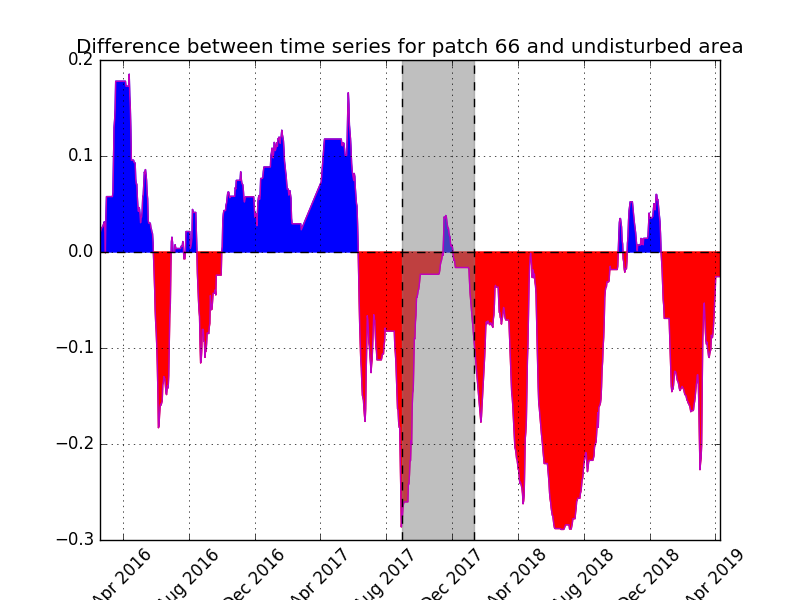 Difference between time series for patch 66 and undisturbed area
0.2
0.1
0.0
−0.1
−0.2
−0.3
Apr 2016
Aug 2016
Dec 2016
Apr 2017
Aug 2017
Dec 2017
Apr 2018
Aug 2018
Dec 2018
Apr 2019